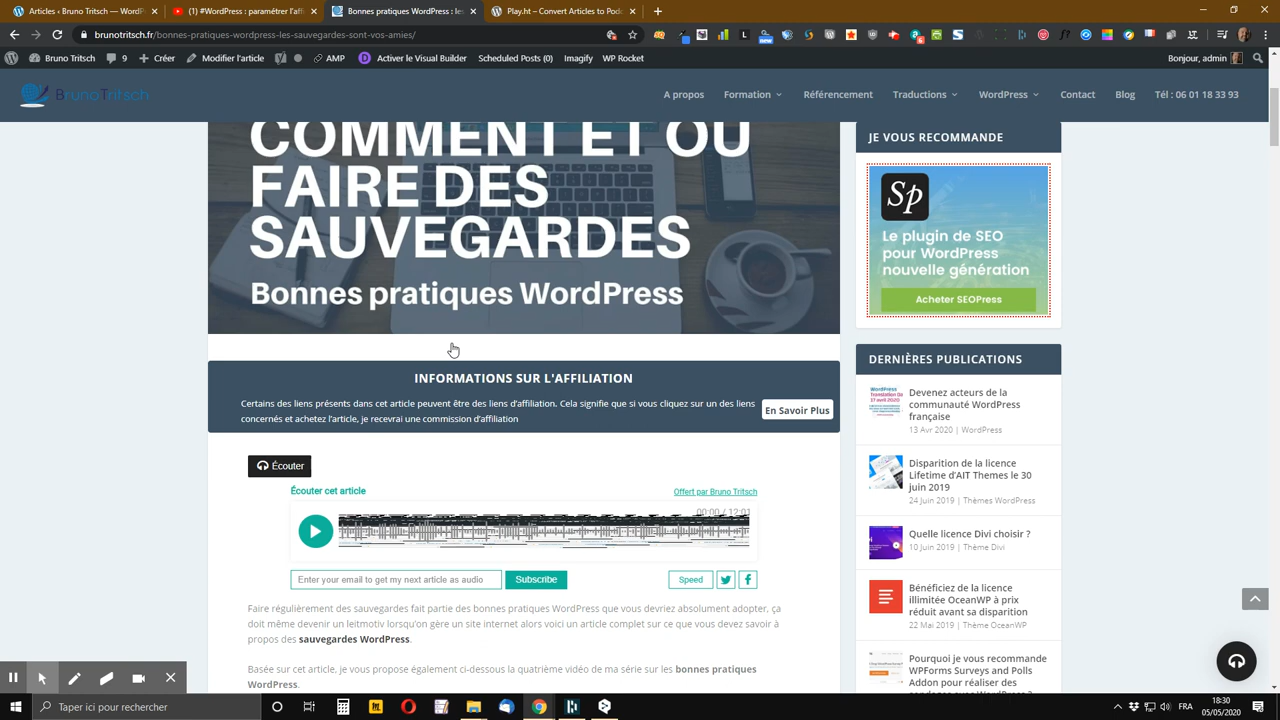 Articles ‹ Bruno Tritsch — Word
(1) #WordPress : Transférer l'affi
Bonnes pratiques WordPress : les
Play.ht – Convert Articles to Pod
brunotritsch.fr/bonnes-pratiques-wordpress-les-sauvegardes-sont-vos-amies/
Bruno Tritsch
9
Créer
Modifier l'article
AMP
Activer le Visual Builder
Scheduled Posts (0)
Imagify
WP Rocket
Bonjour, admin
BrunoTritsch
A propos
Formation
Référencement
Traductions
WordPress
Contact
Blog
Tél : 06 01 18 33 93
COMMENT ET OÙ
FAIRE DES
SAUVEGARDES
Bonnes pratiques WordPress
INFORMATIONS SUR L'AFFILIATION
Certains liens présents dans cet article peuvent être des liens d'affiliation. Cela signifie que si vous cliquez sur un des liens
concernés et achetez l'article, je recevrai une commission d'affiliation
En Savoir Plus
Écouter
Écouter cet article
Offert par Bruno Tritsch
00:00 / 12:01
Enter your email to get my next article as audio
Subscribe
Speed
Faire régulièrement des sauvegardes fait partie des bonnes pratiques WordPress que vous devriez absolument adopter, ça
doit même devenir un leitmotiv lorsqu'on gère un site internet alors voici un article complet sur ce que vous devez savoir à
propos des sauvegardes WordPress.
Basée sur cet article, je vous propose également ci-dessous la quatrième vidéo de ma série sur les bonnes pratiques
WordPress.
JE VOUS RECOMMANDE
Sp
Le plugin de SEO
pour WordPress
nouvelle génération
Acheter SEOPress
DERNIÈRES PUBLICATIONS
WordPress
Translation Day
17 avril 2020
Devenez acteurs de la
communauté WordPress
française
13 Avr 2020 | WordPress
Disparition de la licence
Lifetime d'AIT Themes le 30
juin 2019
24 Juin 2019 | Thèmes WordPress
Quelle licence Divi choisir ?
10 Juin 2019 | Thème Divi
Bénéficiez de la licence
illimitée OceanWP à prix
réduit avant sa disparition
22 Mai 2019 | Thème OceanWP
Pourquoi je vous recommande
WPForms Surveys and Polls
Addon pour réaliser des
Taper ici pour rechercher
FRA
18:30
05/05/2020